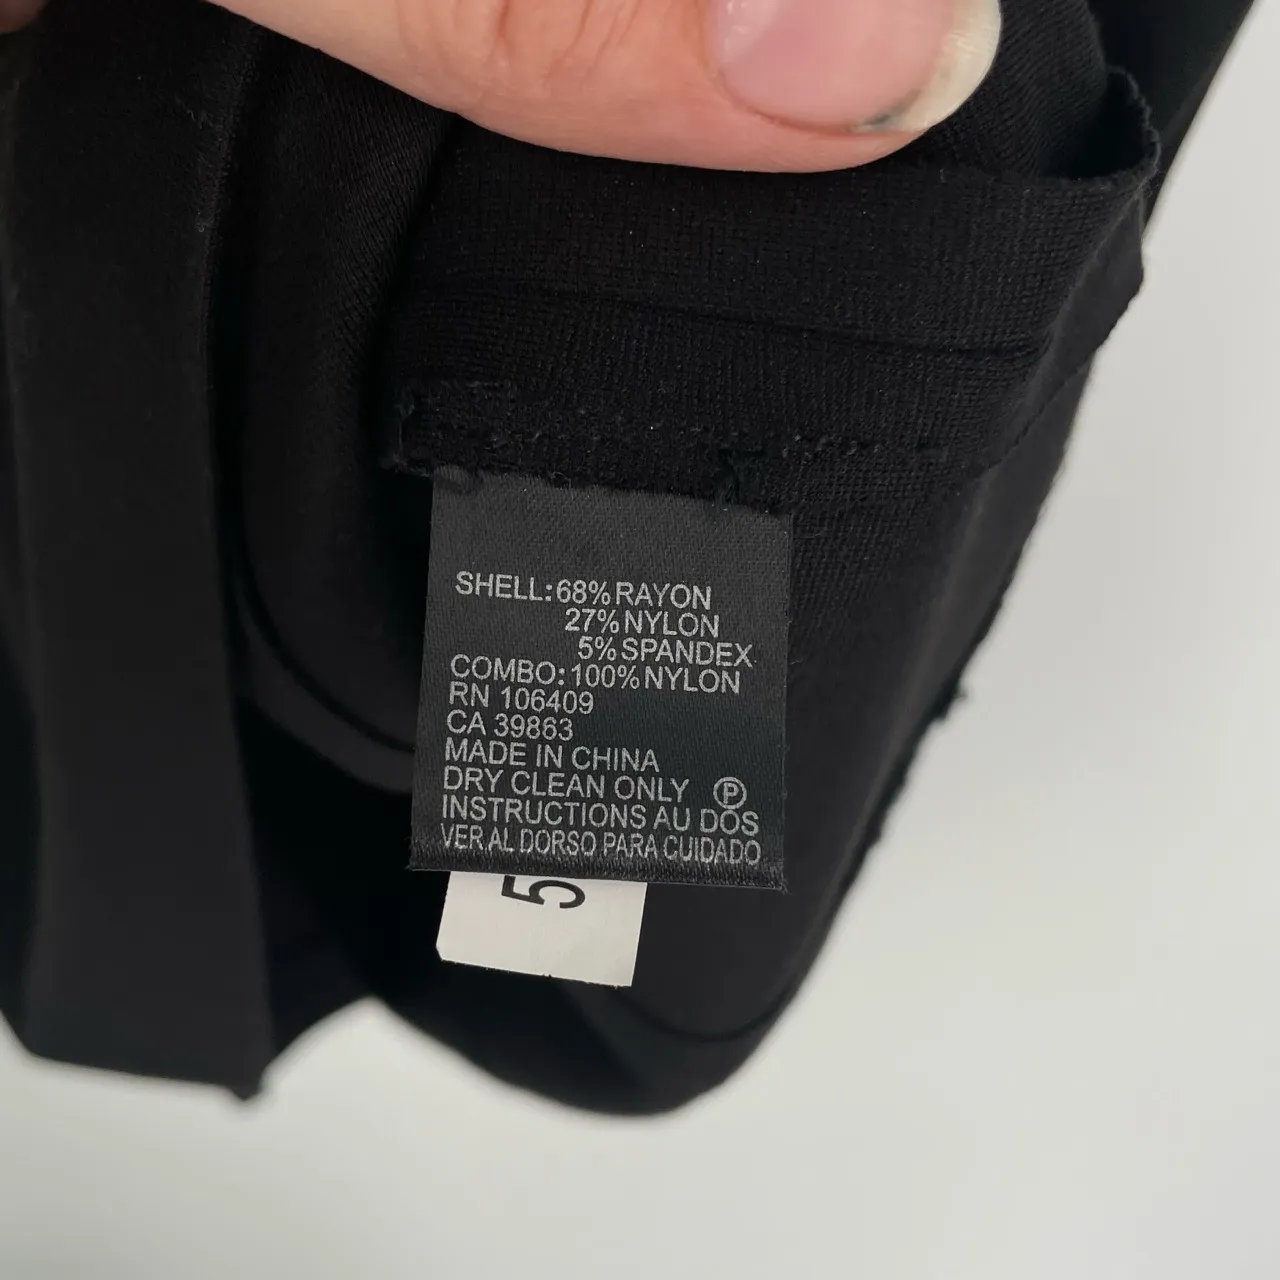 SHELL:68%RAYON
27%NYLON
5%SPANDEX
COMBO:100%NYLON
RN 106409
CA 39863
MADE IN CHINA
DRY CLEAN ONLY Ⓟ
INSTRUCTIONS AU DOS
VER AL DORSO PARA CUIDADO
5